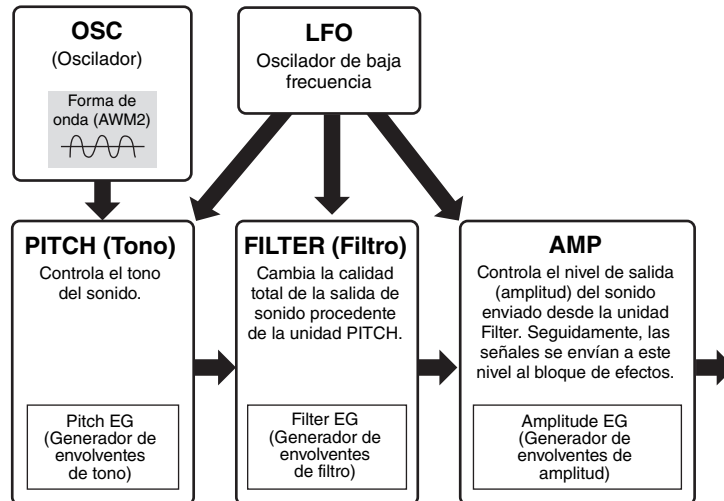 OSC
(Oscilador)
Forma de
onda (AWM2)
LFO
Oscilador de baja
frecuencia
PITCH (Tono)
Controla el tono
del sonido.
Pitch EG
(Generador de
envolventes
de tono)
FILTER (Filtro)
Cambia la calidad
total de la salida de
sonido procedente
de la unidad PITCH.
Filter EG
(Generador de
envolventes
de filtro)
AMP
Controla el nivel de salida
(amplitud) del sonido
enviado desde la unidad
Filter. Seguidamente, las
señales se envían a este
nivel al bloque de efectos.
Amplitude EG
(Generador de
envolventes de
amplitud)